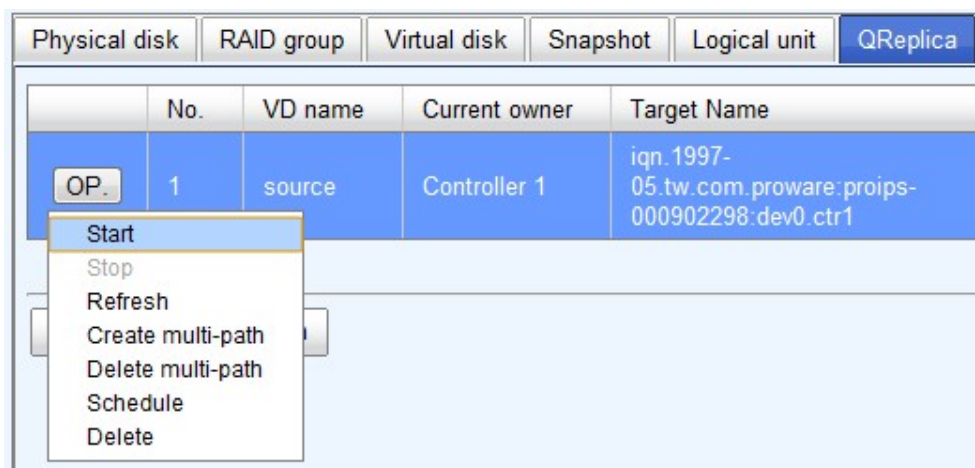 Physical disk RAID group Virtual disk Snapshot Logical unit QReplica
No. VD name Current owner Target Name
OP. 1 source Controller 1 iqn.1997-
05.tw.com.proware:proips-
000902298:dev0.ctr1
Start
Stop
Refresh
Create multi-path
Delete multi-path
Schedule
Delete